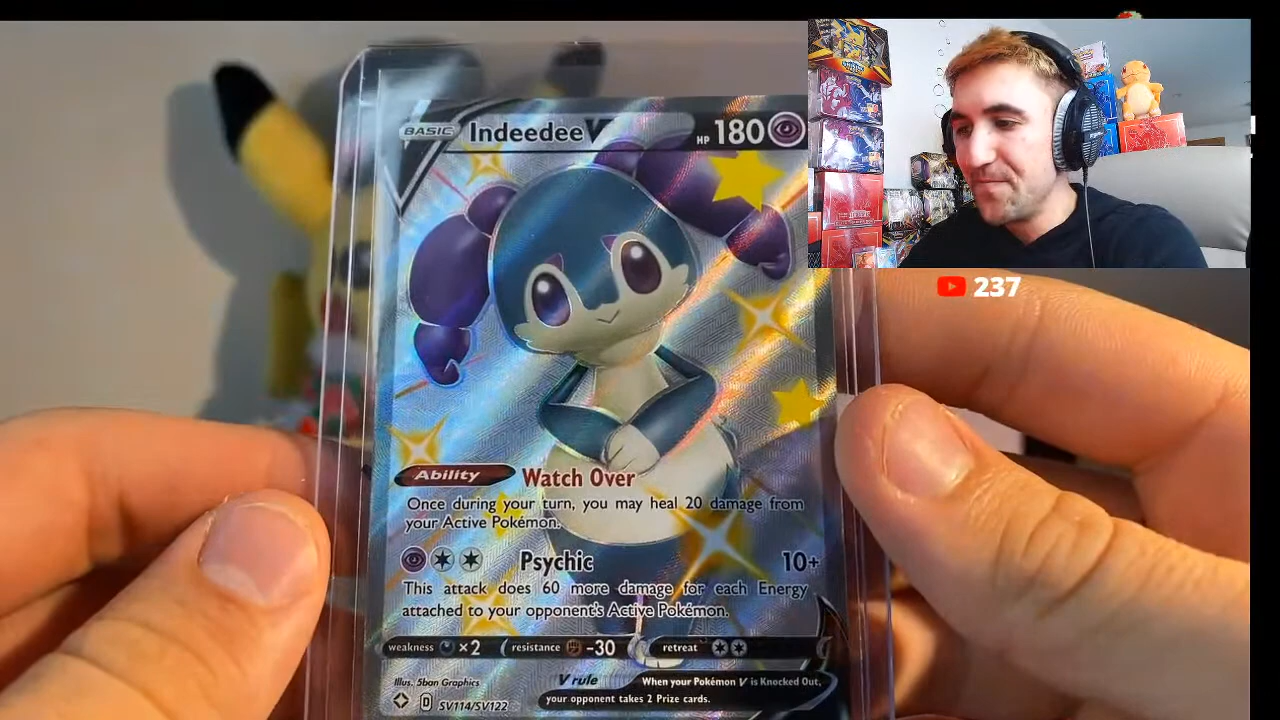 BASIC Indeedee V HP 180
237
Ability Watch Over
Once during your turn, you may heal 20 damage from
your Active Pokémon.
Psychic 10+
This attack does 60 more damage for each Energy
attached to your opponent's Active Pokémon.
weakness ×2 resistance -30 retreat
Illus. 5ban Graphics
D SV114/SV122
V rule When your Pokémon V is Knocked Out,
your opponent takes 2 Prize cards.